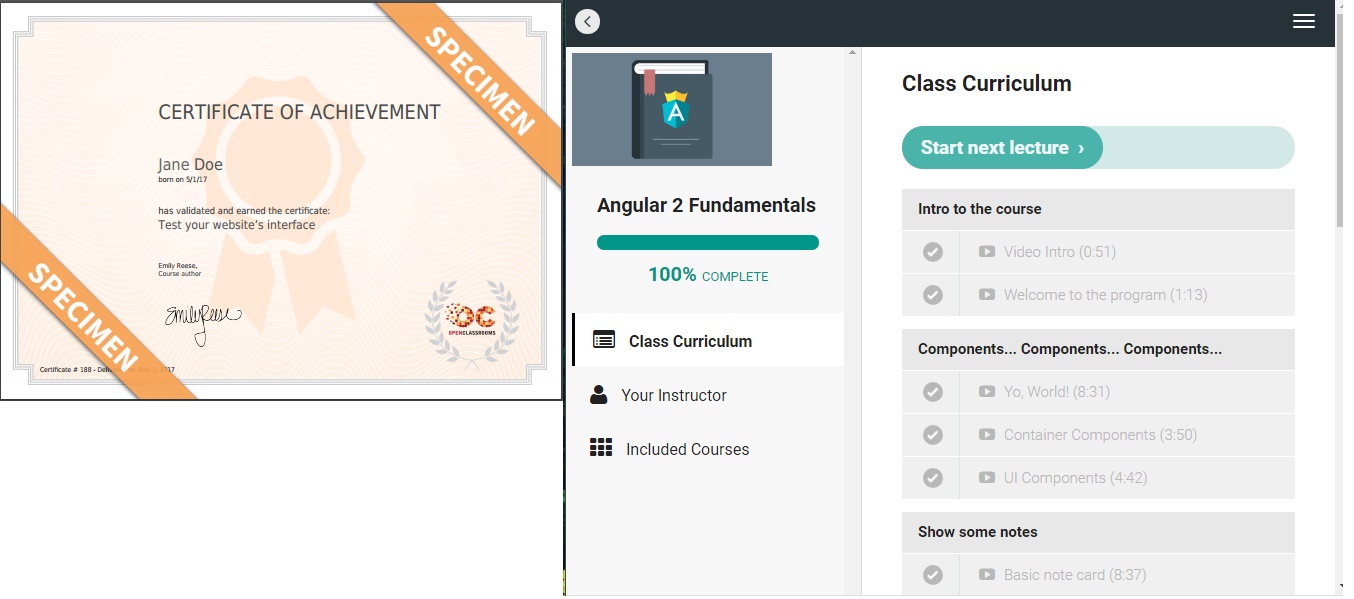 SPECIMEN
CERTIFICATE OF ACHIEVEMENT
Jane Doe
born on 5/1/17
has validated and earned the certificate:
Test your website's interface
Emily Reese,
Course author
EmilyReese
OC
OPENCLASSROOMS
SPECIMEN
Certificate # 188 - 2017
A
Angular 2 Fundamentals
100% COMPLETE
Class Curriculum
Your Instructor
Included Courses
Class Curriculum
Start next lecture ›
Intro to the course
Video Intro (0:51)
Welcome to the program (1:13)
Components... Components... Components...
Yo, World! (8:31)
Container Components (3:50)
UI Components (4:42)
Show some notes
Basic note card (8:37)